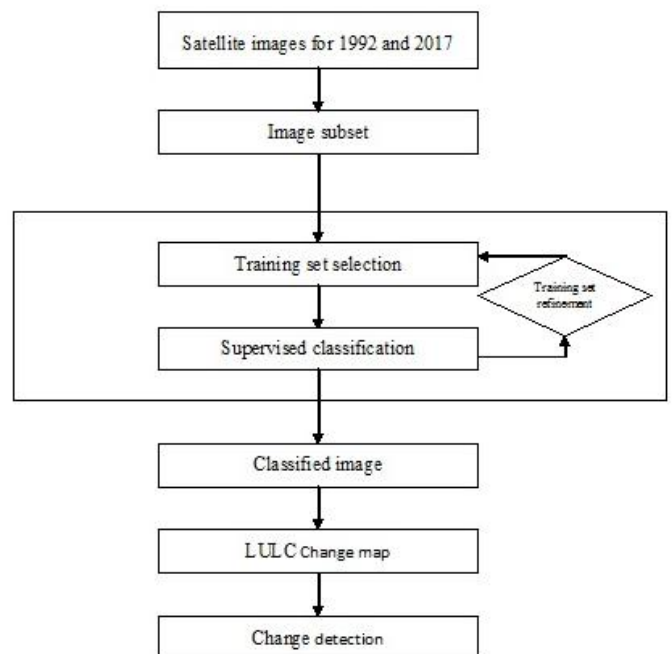 Satellite images for 1992 and 2017
Image subset
Training set selection
Training set
refinement
Supervised classification
Classified image
LULC Change map
Change detection